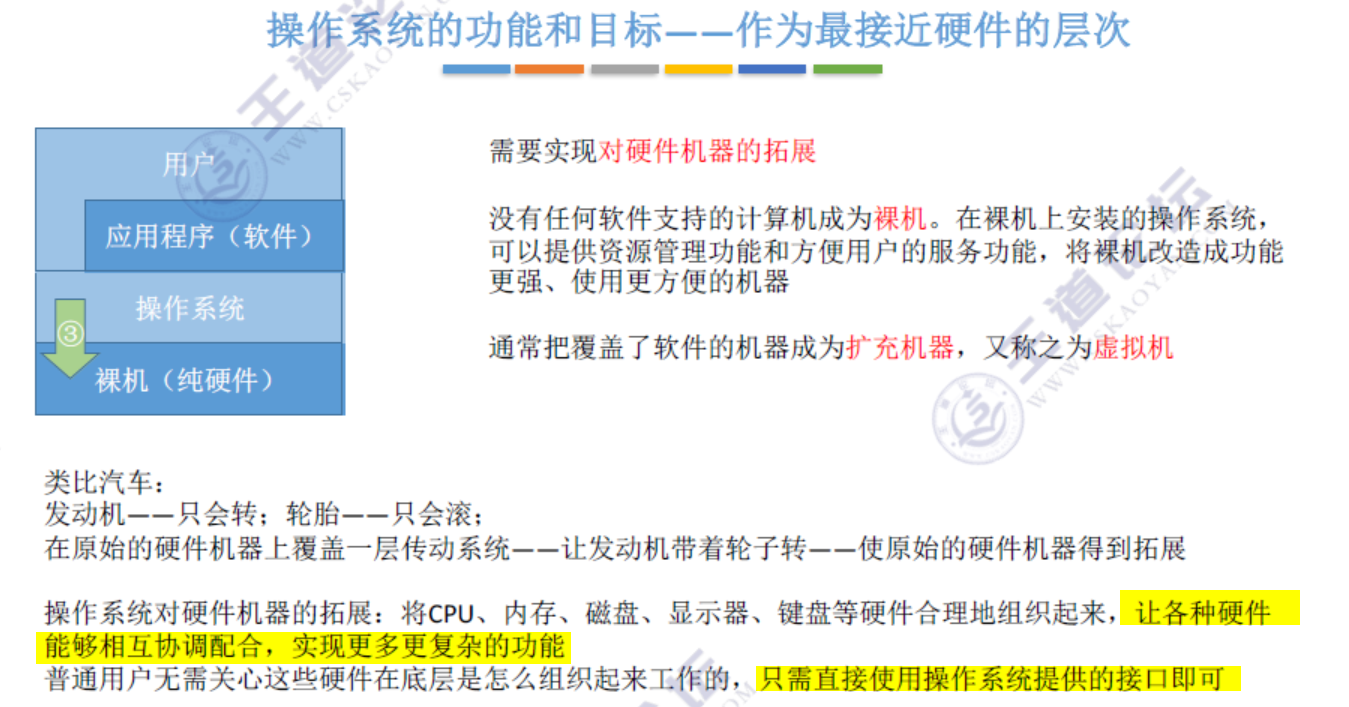 操作系统的功能和目标——作为最接近硬件的层次
用户
应用程序（软件）
操作系统
③
裸机（纯硬件）
需要实现对硬件机器的拓展
没有任何软件支持的计算机成为裸机。在裸机上安装的操作系统，
可以提供资源管理功能和方便用户的服务功能，将裸机改造成功能
更强、使用更方便的机器
通常把覆盖了软件的机器成为扩充机器，又称之为虚拟机
类比汽车：
发动机——只会转；轮胎——只会滚；
在原始的硬件机器上覆盖一层传动系统——让发动机带着轮子转——使原始的硬件机器得到拓展
操作系统对硬件机器的拓展：将CPU、内存、磁盘、显示器、键盘等硬件合理地组织起来，让各种硬件
能够相互协调配合，实现更多更复杂的功能
普通用户无需关心这些硬件在底层是怎么组织起来工作的，只需直接使用操作系统提供的接口即可
王道论坛